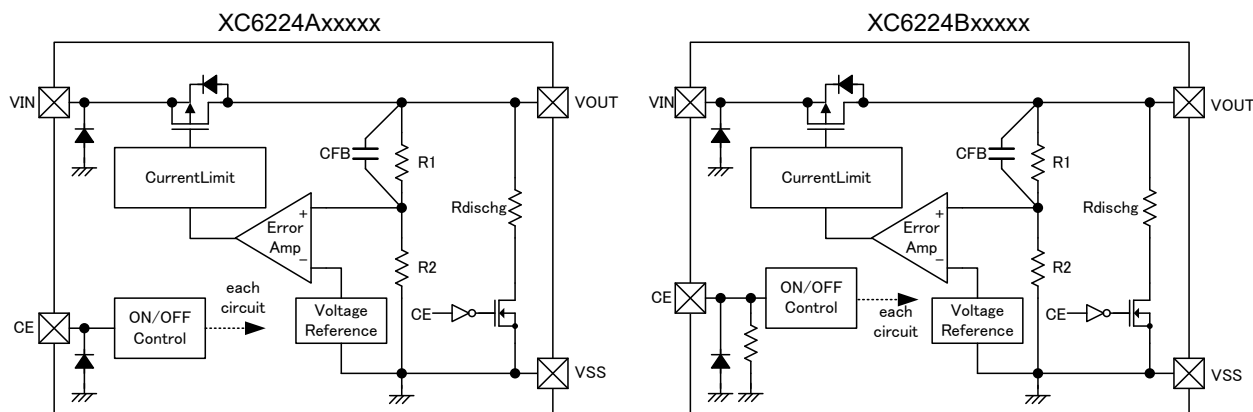 XC6224Axxxxx
VIN
VOUT
CFB
R1
CurrentLimit
Rdischg
+
Error
Amp
−
R2
each
circuit
CE
ON/OFF
Control
Voltage
Reference
CE
VSS
XC6224Bxxxxx
VIN
VOUT
CFB
R1
CurrentLimit
Rdischg
+
Error
Amp
−
R2
CE
ON/OFF
Control
each
circuit
Voltage
Reference
CE
VSS